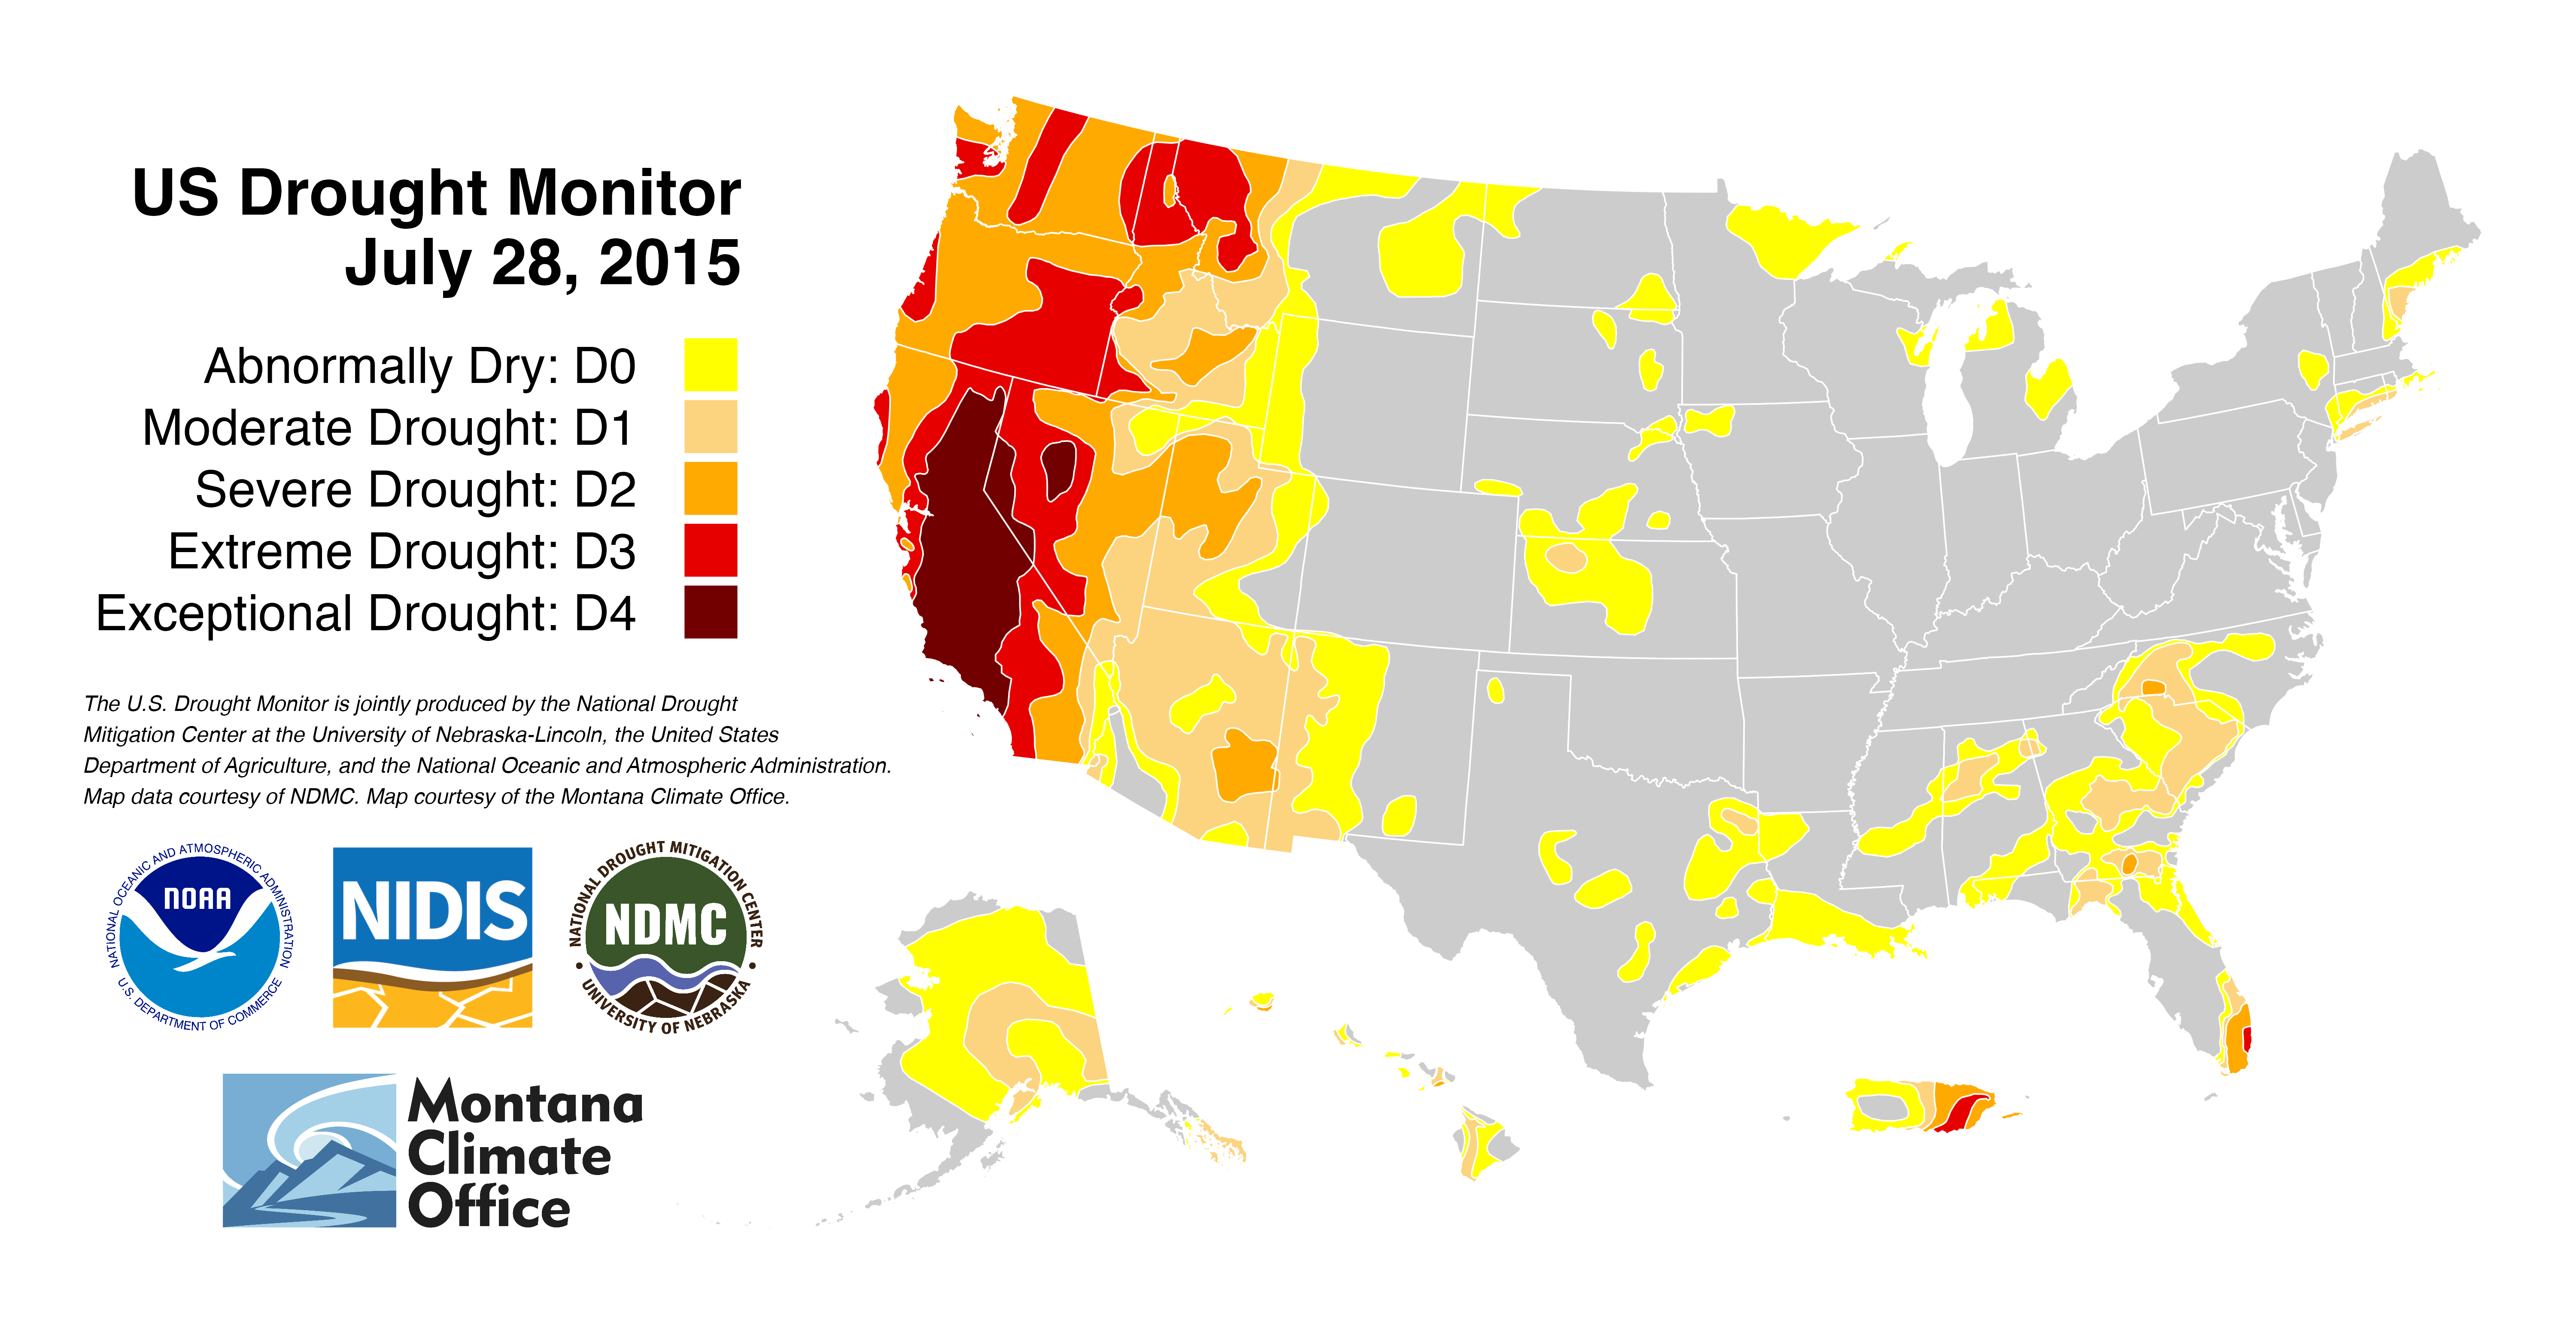 US Drought Monitor
July 28, 2015
Abnormally Dry: D0
Moderate Drought: D1
Severe Drought: D2
Extreme Drought: D3
Exceptional Drought: D4
The U.S. Drought Monitor is jointly produced by the National Drought
Mitigation Center at the University of Nebraska-Lincoln, the United States
Department of Agriculture, and the National Oceanic and Atmospheric Administration.
Map data courtesy of NDMC. Map courtesy of the Montana Climate Office.
NATIONAL OCEANIC AND ATMOSPHERIC ADMINISTRATION
NOAA
U.S. DEPARTMENT OF COMMERCE
NIDIS
NATIONAL DROUGHT MITIGATION CENTER
NDMC
UNIVERSITY OF NEBRASKA
Montana
Climate
Office